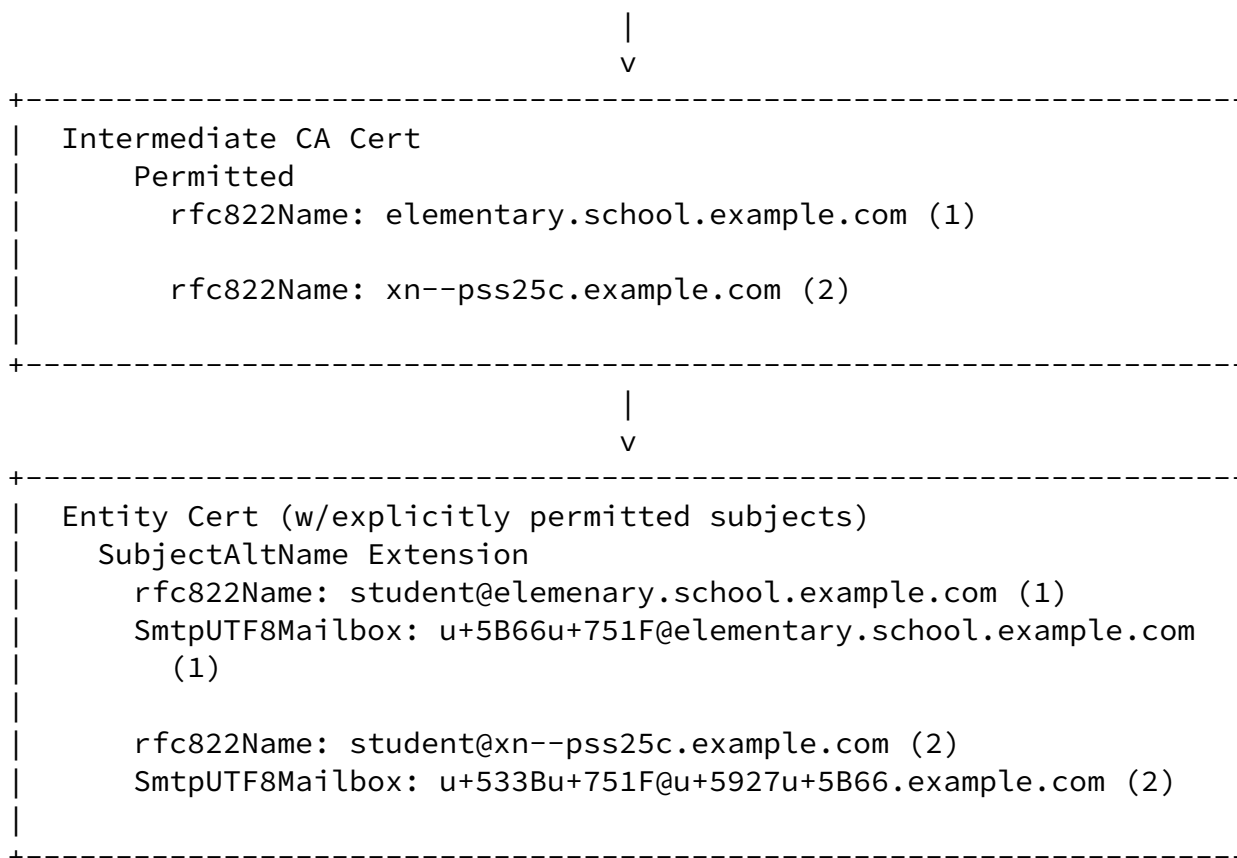 |
v
+-------------------------------------------------------------------
| Intermediate CA Cert
| Permitted
| rfc822Name: elementary.school.example.com (1)
|
| rfc822Name: xn--pss25c.example.com (2)
|
+-------------------------------------------------------------------
|
v
+-------------------------------------------------------------------
| Entity Cert (w/explicitly permitted subjects)
| SubjectAltName Extension
| rfc822Name: student@elemenary.school.example.com (1)
| SmtpUTF8Mailbox: u+5B66u+751F@elementary.school.example.com
| (1)
|
| rfc822Name: student@xn--pss25c.example.com (2)
| SmtpUTF8Mailbox: u+533Bu+751F@u+5927u+5B66.example.com (2)
|
+-------------------------------------------------------------------